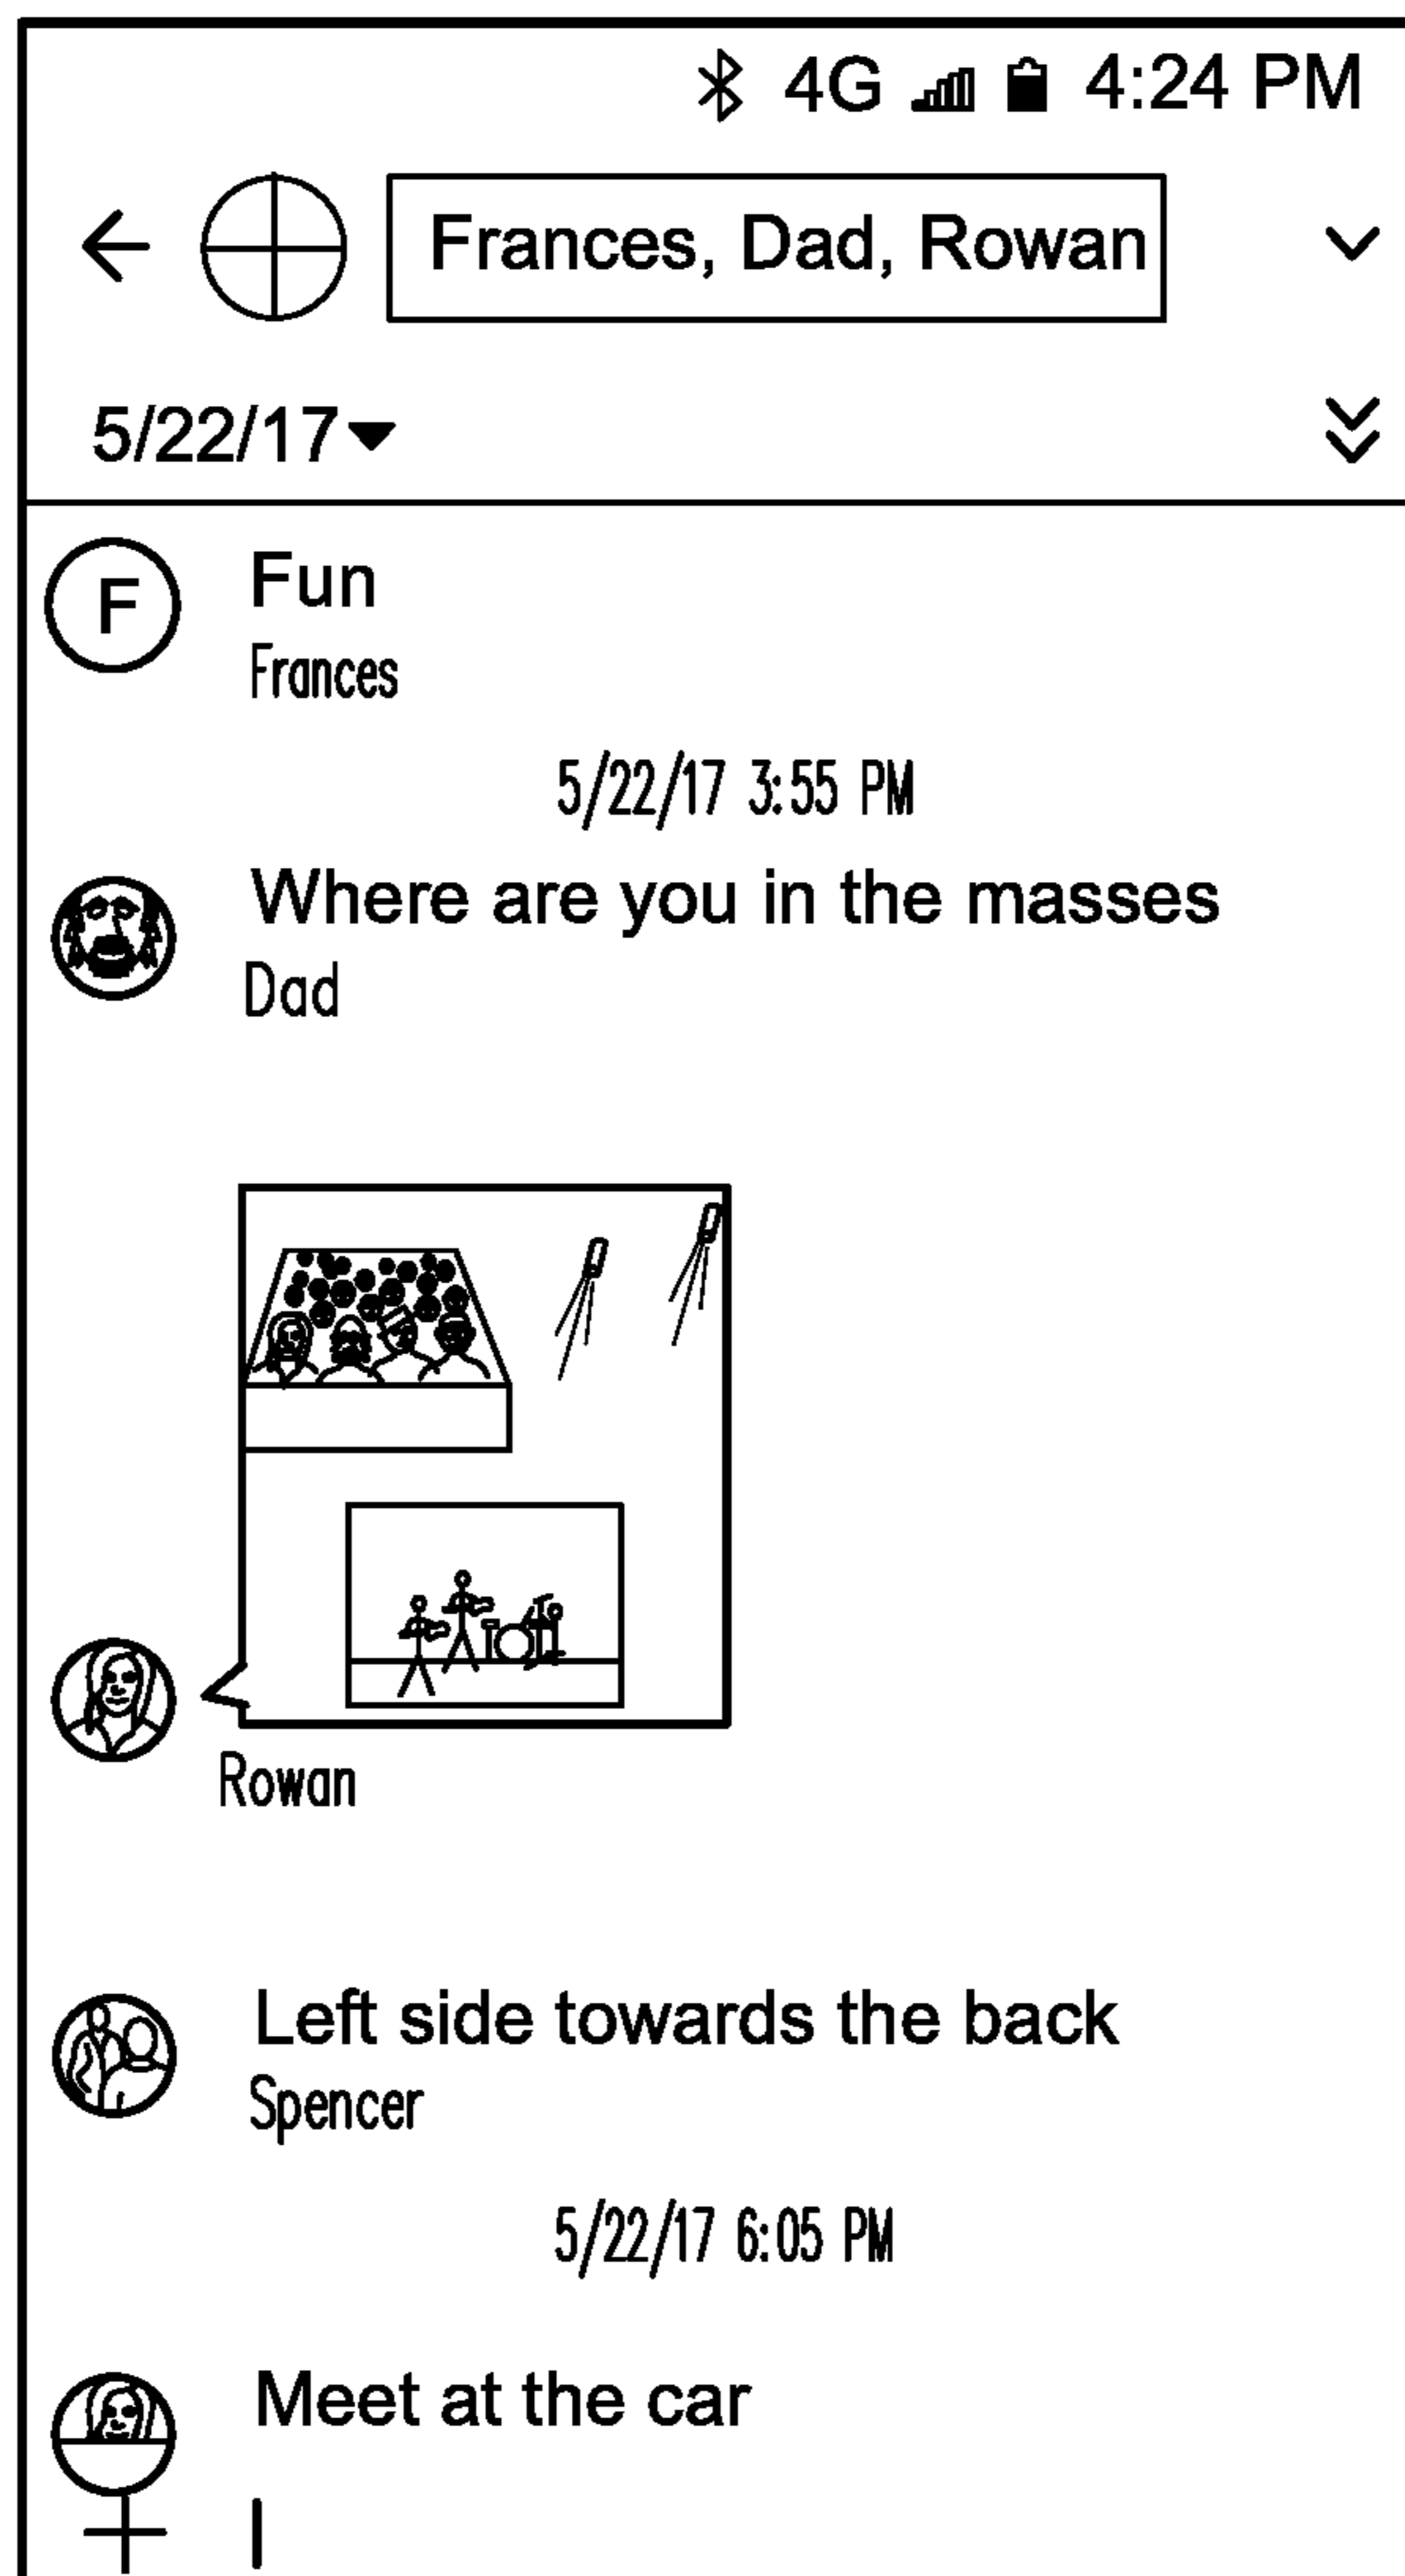 4G 4:24 PM
Frances, Dad, Rowan
5/22/17
F
Fun
Frances
5/22/17 3:55 PM
Where are you in the masses
Dad
Rowan
Left side towards the back
Spencer
5/22/17 6:05 PM
Meet at the car